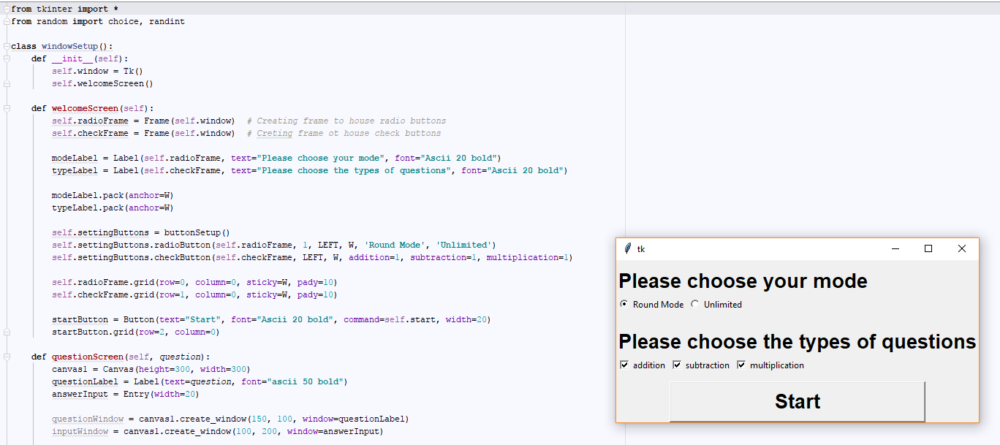 from tkinter import *
from random import choice, randint

class windowSetup():
    def __init__(self):
        self.window = Tk()
        self.welcomeScreen()

    def welcomeScreen(self):
        self.radioFrame = Frame(self.window)  # Creating frame to house radio buttons
        self.checkFrame = Frame(self.window)  # Creting frame ot house check buttons

        modeLabel = Label(self.radioFrame, text="Please choose your mode", font="Ascii 20 bold")
        typeLabel = Label(self.checkFrame, text="Please choose the types of questions", font="Ascii 20 bold")

        modeLabel.pack(anchor=W)
        typeLabel.pack(anchor=W)

        self.settingButtons = buttonSetup()
        self.settingButtons.radioButton(self.radioFrame, 1, LEFT, W, 'Round Mode', 'Unlimited')
        self.settingButtons.checkButton(self.checkFrame, LEFT, W, addition=1, subtraction=1, multiplication=1)

        self.radioFrame.grid(row=0, column=0, sticky=W, pady=10)
        self.checkFrame.grid(row=1, column=0, sticky=W, pady=10)

        startButton = Button(text="Start", font="Ascii 20 bold", command=self.start, width=20)
        startButton.grid(row=2, column=0)

    def questionScreen(self, question):
        canvas1 = Canvas(height=300, width=300)
        questionLabel = Label(text=question, font="ascii 50 bold")
        answerInput = Entry(width=20)

        questionWindow = canvas1.create_window(150, 100, window=questionLabel)
        inputWindow = canvas1.create_window(100, 200, window=answerInput)
tk
Please choose your mode
Round Mode Unlimited
Please choose the types of questions
addition subtraction multiplication
Start